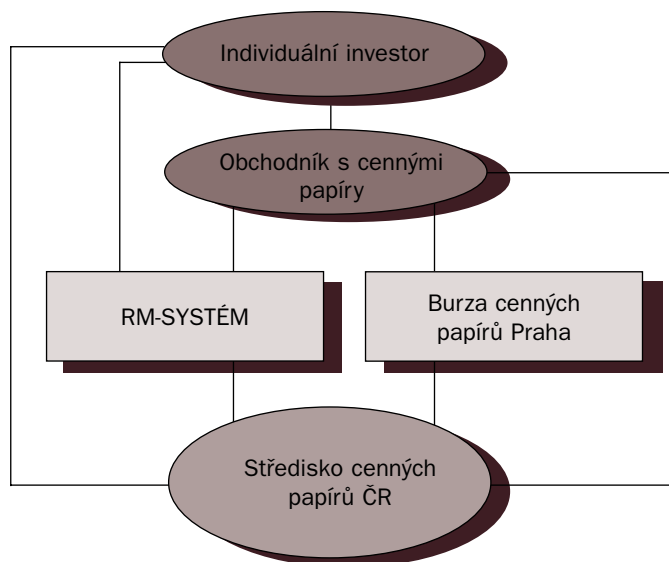 Individuální investor
Obchodník s cennými
papíry
RM-SYSTÉM
Burza cenných
papírů Praha
Středisko cenných
papírů ČR